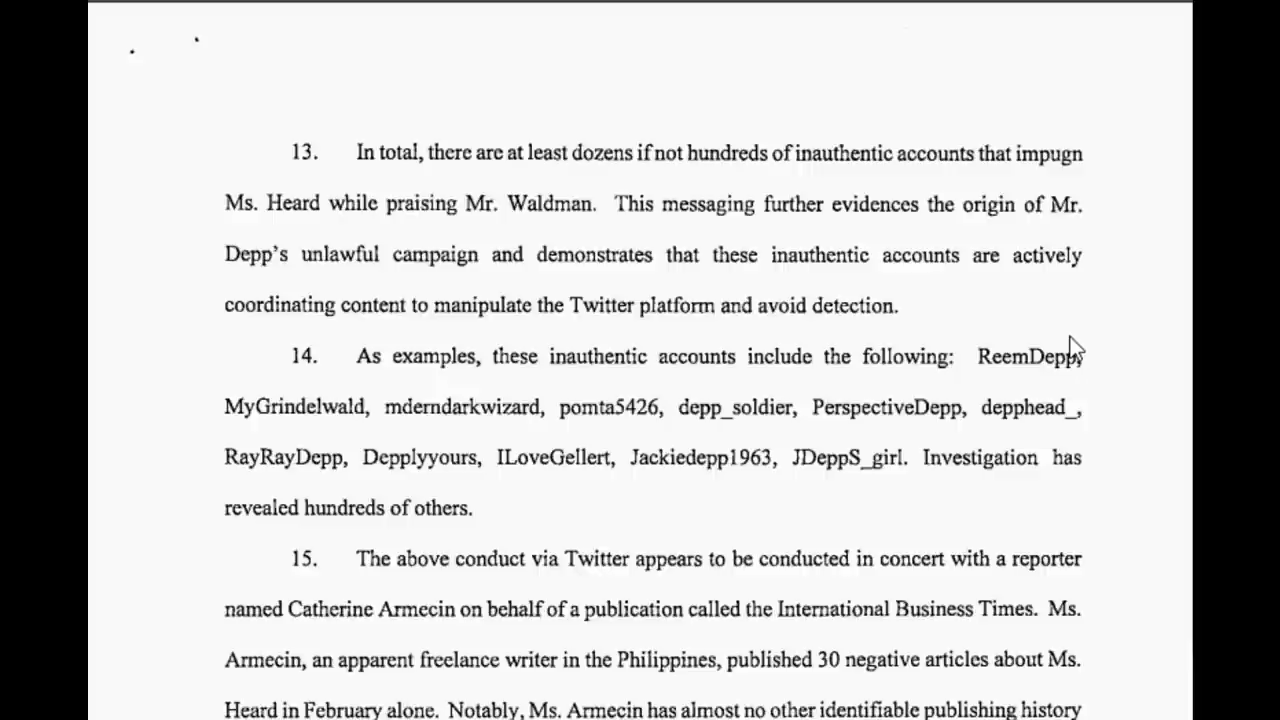 13. In total, there are at least dozens if not hundreds of inauthentic accounts that impugn
Ms. Heard while praising Mr. Waldman. This messaging further evidences the origin of Mr.
Depp's unlawful campaign and demonstrates that these inauthentic accounts are actively
coordinating content to manipulate the Twitter platform and avoid detection.
14. As examples, these inauthentic accounts include the following: ReemDepp,
MyGrindelwald, mderndarkwizard, pomta5426, depp_soldier, PerspectiveDepp, depphead_,
RayRayDepp, Depplyyours, ILoveGellert, Jackiedepp1963, JDeppS_girl. Investigation has
revealed hundreds of others.
15. The above conduct via Twitter appears to be conducted in concert with a reporter
named Catherine Armecin on behalf of a publication called the International Business Times. Ms.
Armecin, an apparent freelance writer in the Philippines, published 30 negative articles about Ms.
Heard in February alone. Notably, Ms. Armecin has almost no other identifiable publishing history